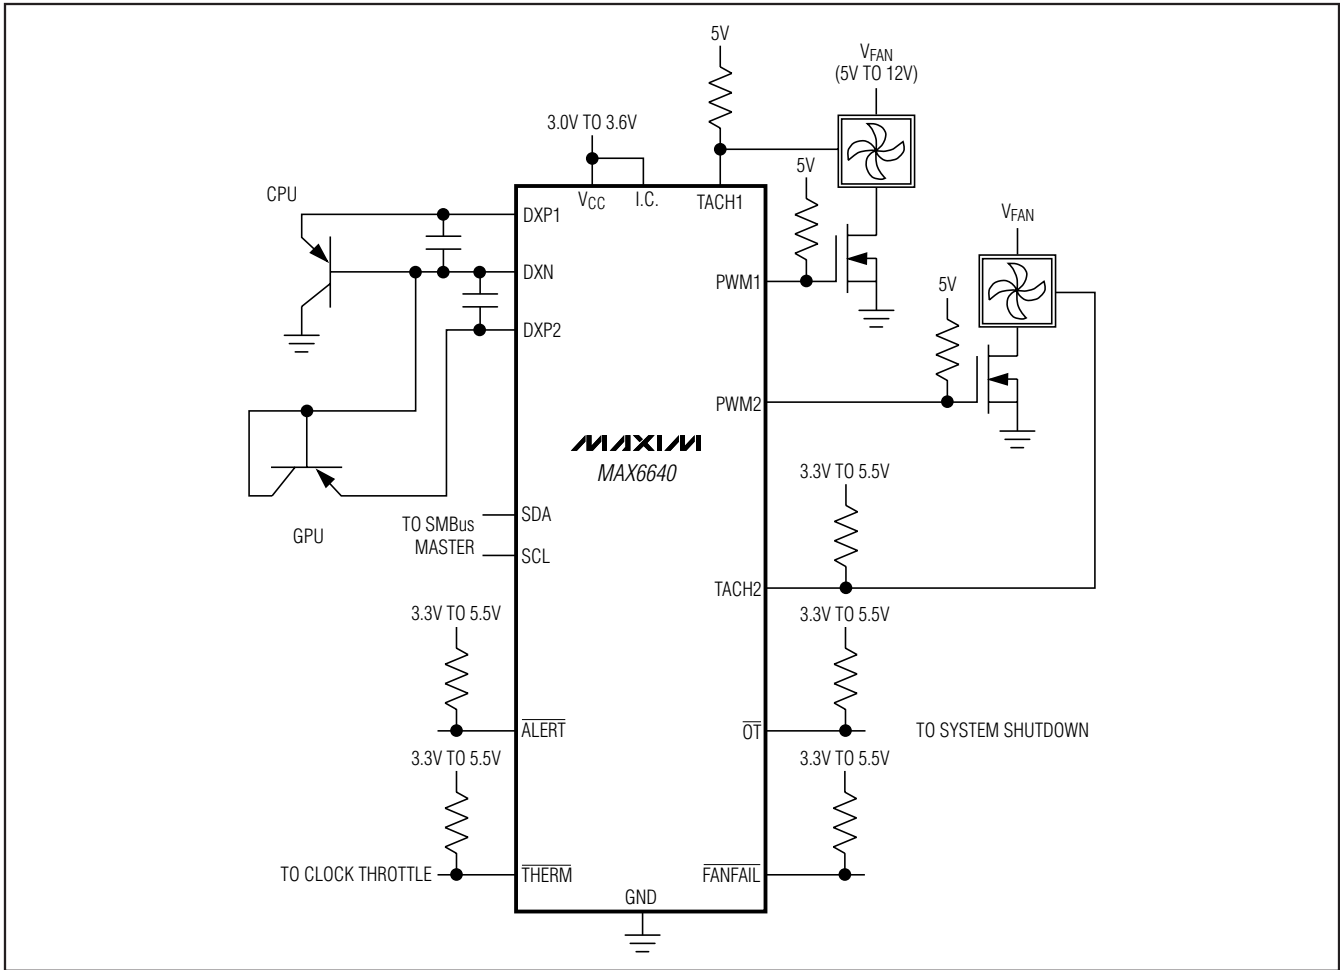 5V
VFAN
(5V TO 12V)
3.0V TO 3.6V
5V
CPU
VCC
I.C.
TACH1
DXP1
VFAN
DXN
PWM1
5V
DXP2
PWM2
MAXIM
MAX6640
3.3V TO 5.5V
SDA
TO SMBus
MASTER
GPU
SCL
TACH2
3.3V TO 5.5V
3.3V TO 5.5V
ALERT
OT
TO SYSTEM SHUTDOWN
3.3V TO 5.5V
3.3V TO 5.5V
TO CLOCK THROTTLE
THERM
FANFAIL
GND